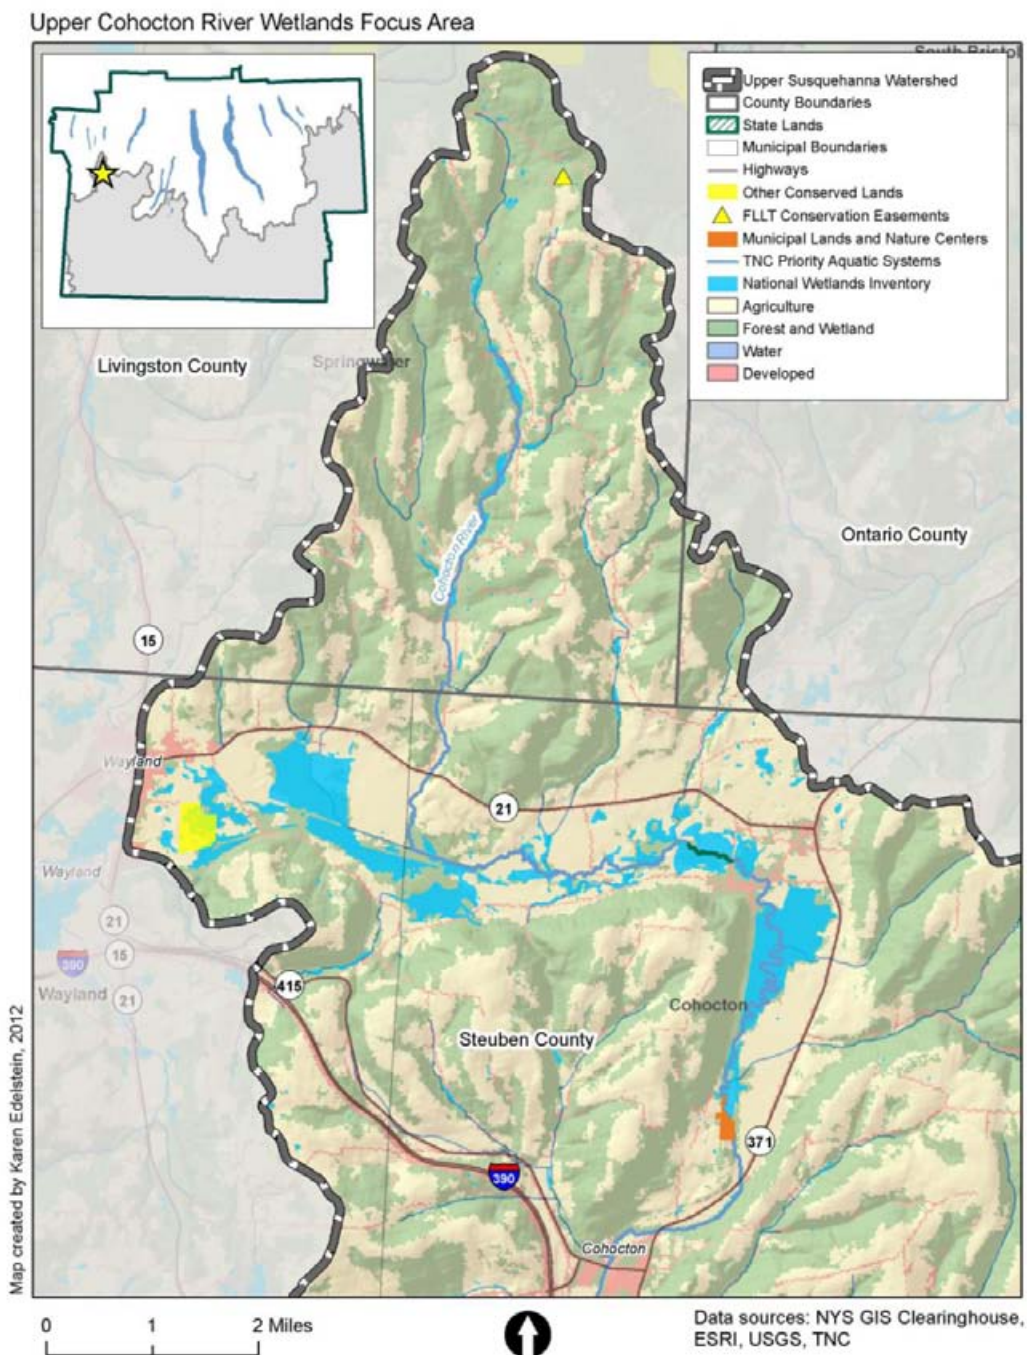 Upper Cohocton River Wetlands Focus Area
South Bristol
Upper Susquehanna Watershed
County Boundaries
State Lands
Municipal Boundaries
Highways
Other Conserved Lands
FLLT Conservation Easements
Municipal Lands and Nature Centers
TNC Priority Aquatic Systems
National Wetlands Inventory
Agriculture
Forest and Wetland
Water
Developed
Livingston County
Springwater
Ontario County
Cohocton River
15
Wayland
21
Wayland
21
15
390
Wayland
21
415
Cohocton
Steuben County
371
390
Cohocton
Map created by Karen Edelstein, 2012
0 1 2 Miles
Data sources: NYS GIS Clearinghouse,
ESRI, USGS, TNC